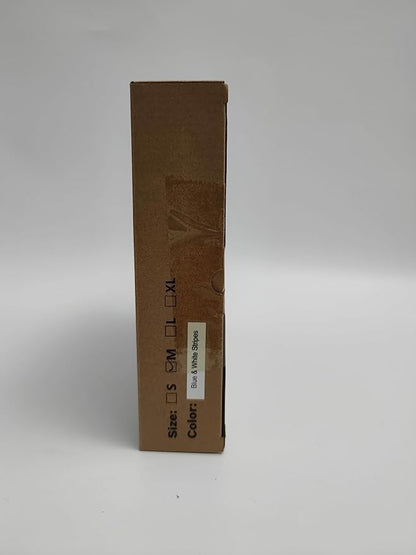 Size: ☐ S ☑ M ☐ L ☐ XL
Color: Blue & White Stripes